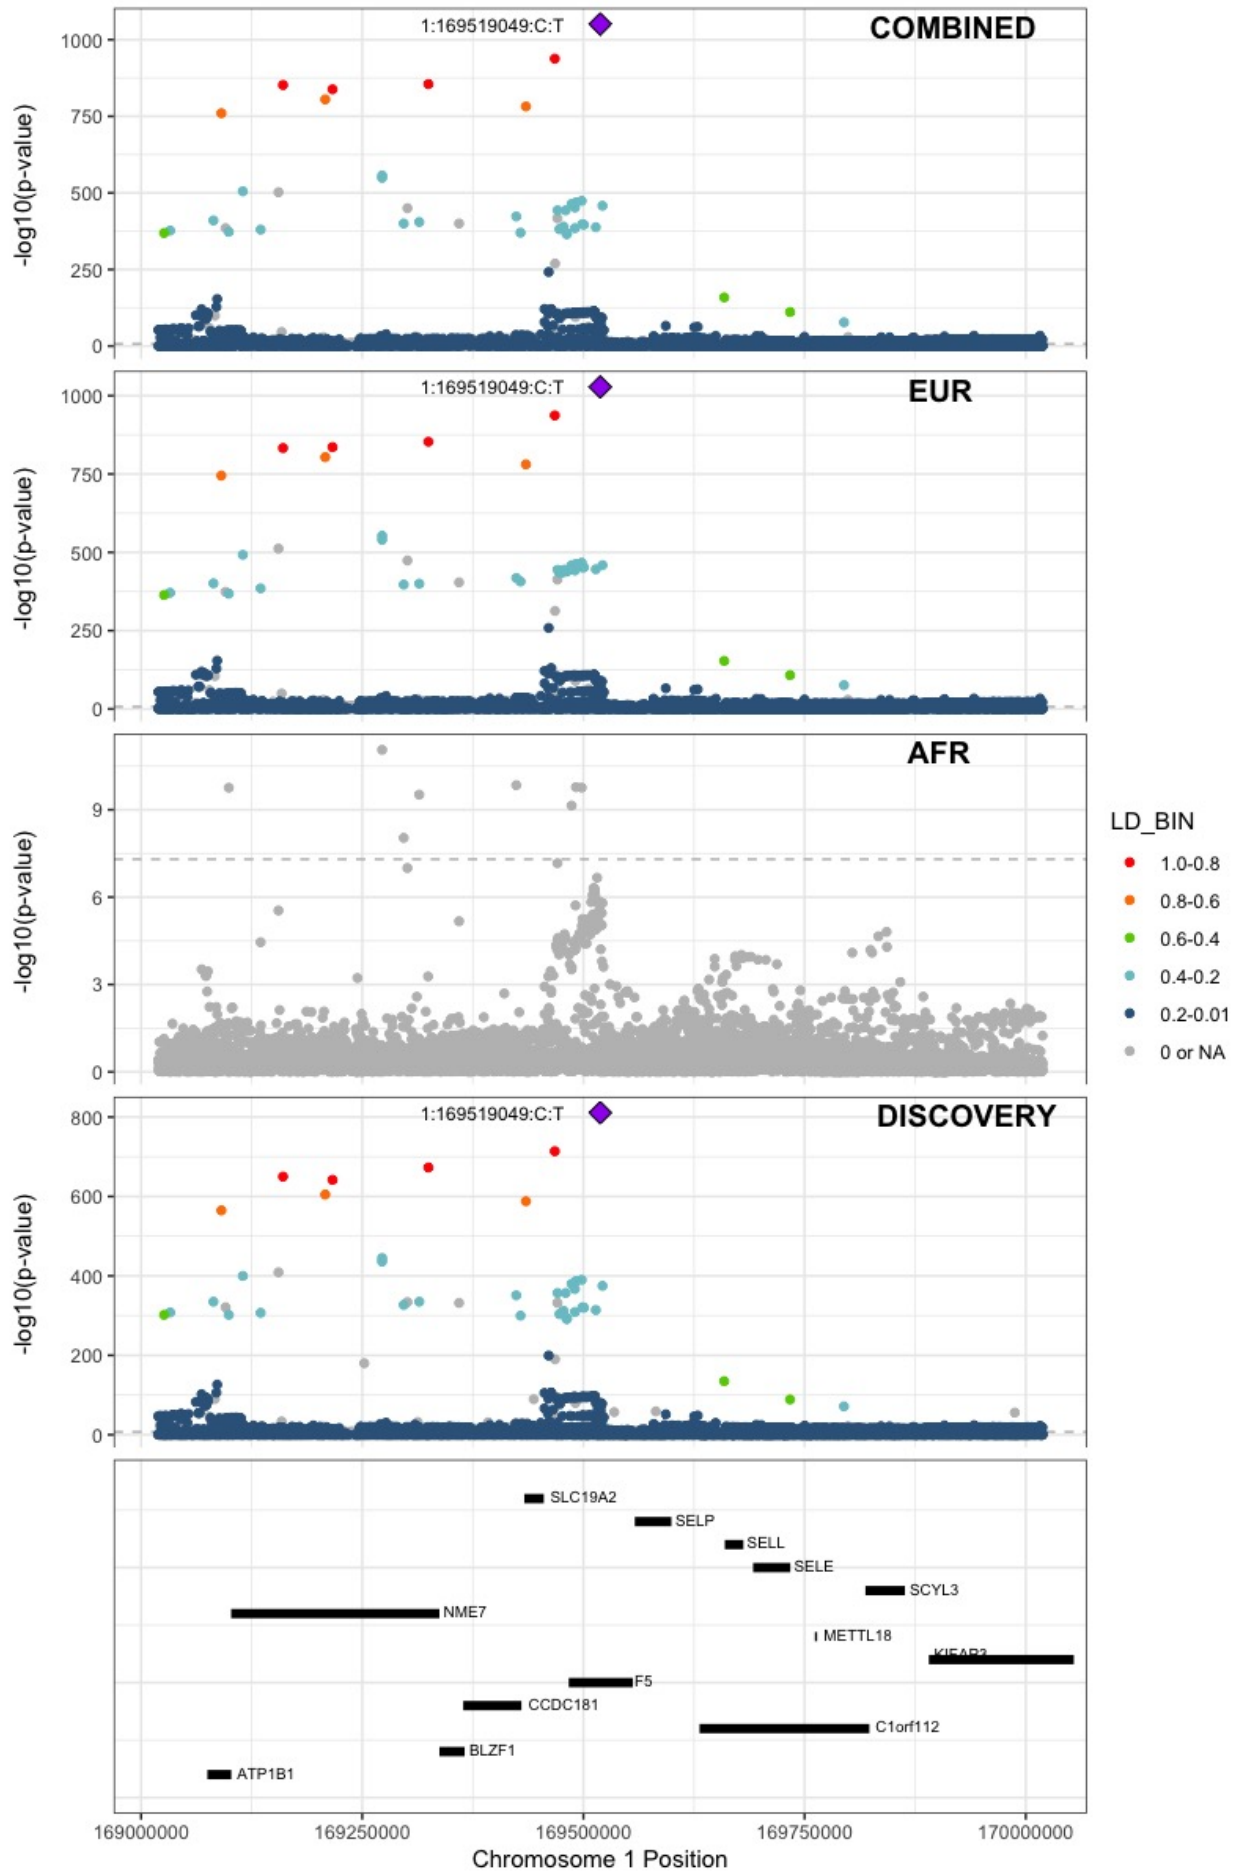 1:169519049:C:T
COMBINED
1000
750
500
250
0
-log10(p-value)
1:169519049:C:T
EUR
1000
750
500
250
0
-log10(p-value)
AFR
9
6
3
0
-log10(p-value)
LD_BIN
1.0-0.8
0.8-0.6
0.6-0.4
0.4-0.2
0.2-0.01
0 or NA
1:169519049:C:T
DISCOVERY
800
600
400
200
0
-log10(p-value)
SLC19A2
SELP
SELL
SELE
SCYL3
NME7
METTL18
F5
CCDC181
C1orf112
BLZF1
ATP1B1
169000000 169250000 169500000 169750000 170000000
Chromosome 1 Position